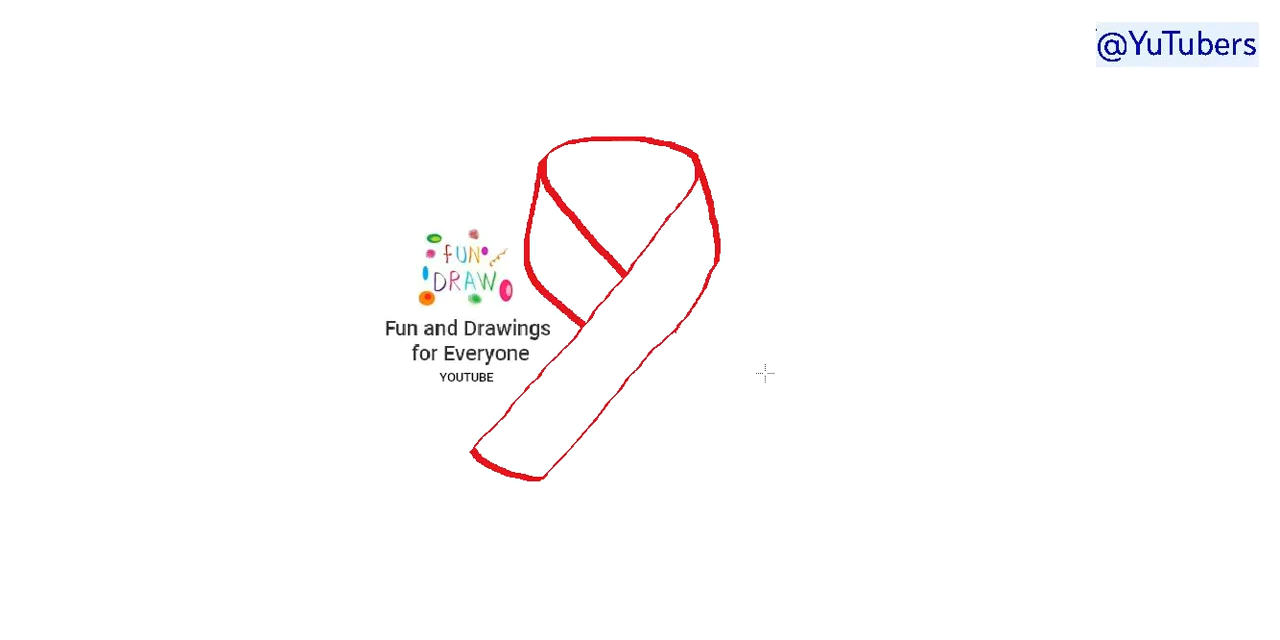 @YuTubers
fUN
DRAW
Fun and Drawings
for Everyone
YOUTUBE